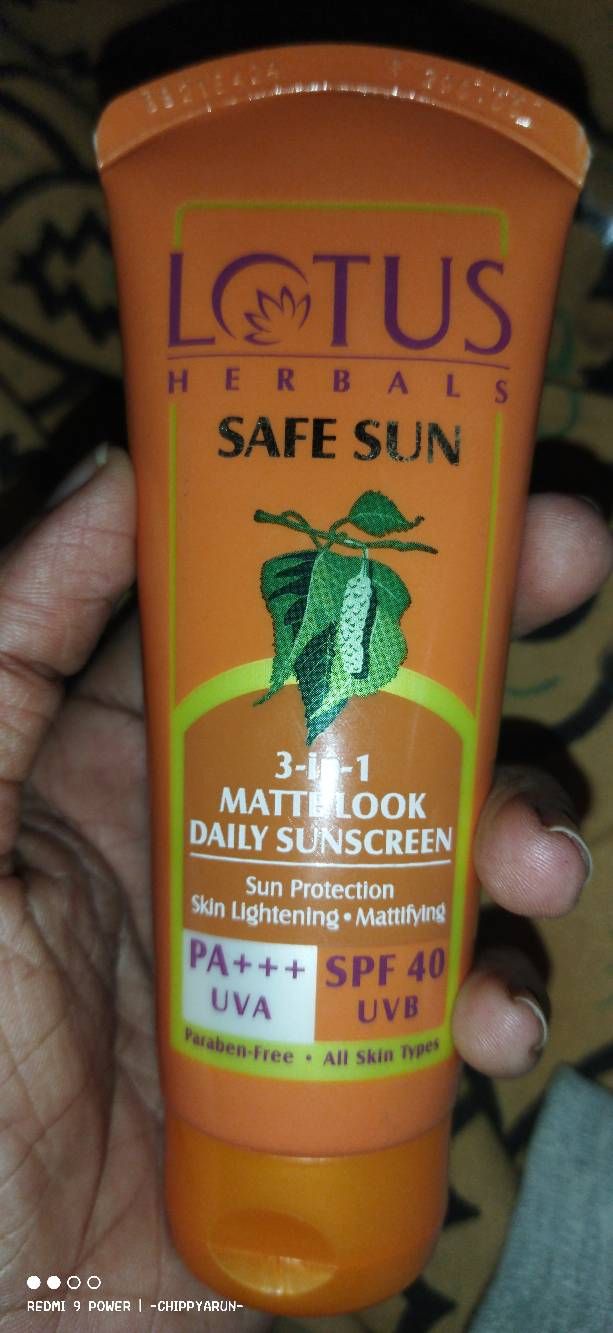 LOTUS
HERBALS
SAFE SUN
3-in-1
MATTE LOOK
DAILY SUNSCREEN
Sun Protection
Skin Lightening • Mattifying
PA+++ SPF 40
UVA UVB
Paraben-Free • All Skin Types
REDMI 9 POWER | -CHIPPYARUN-